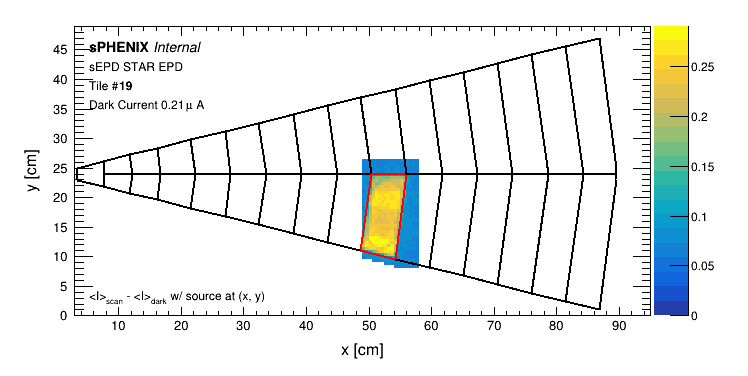 sPHENIX Internal
sEPD STAR EPD
Tile #19
Dark Current 0.21 μ A
<I>scan - <I>dark w/ source at (x, y)
y [cm]
45
40
35
30
25
20
15
10
5
0
10 20 30 40 50 60 70 80 90
x [cm]
0.25
0.2
0.15
0.1
0.05
0